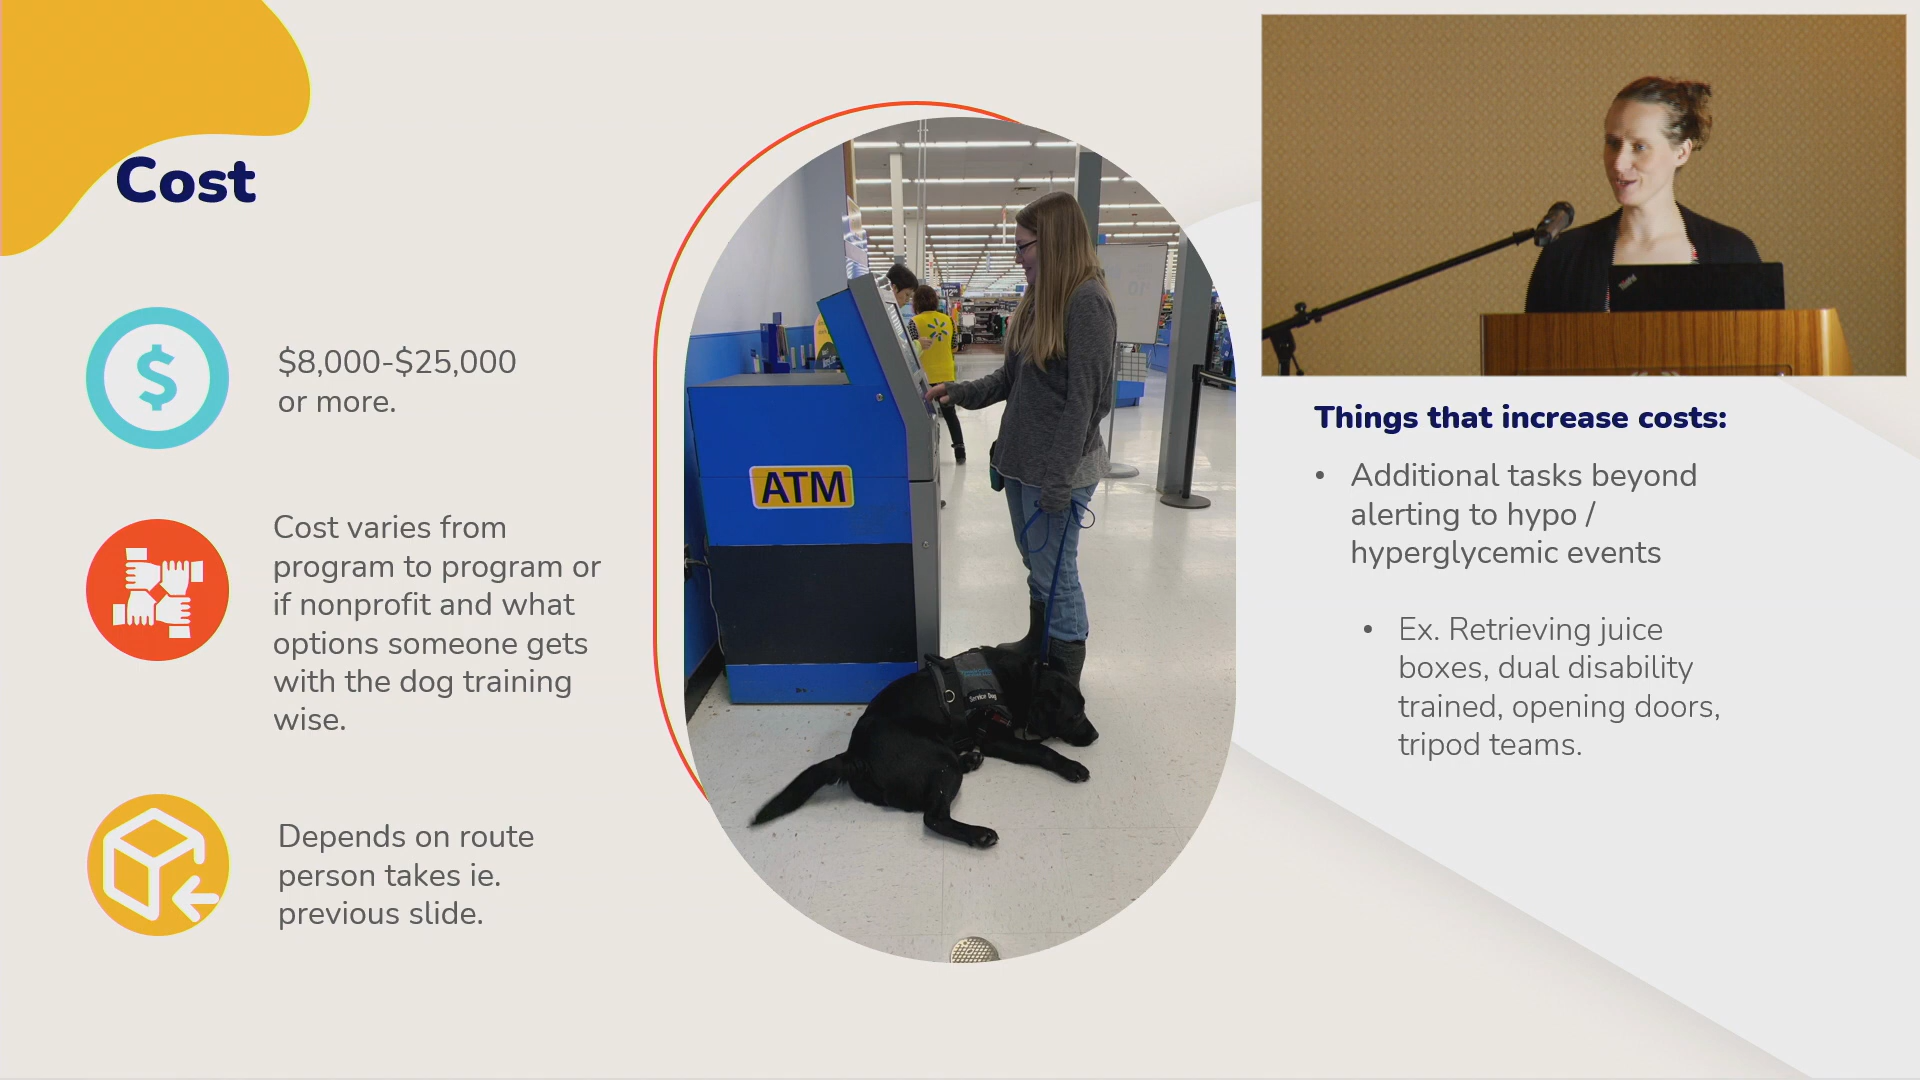 Cost
$8,000-$25,000
or more.
Cost varies from
program to program or
if nonprofit and what
options someone gets
with the dog training
wise.
Depends on route
person takes ie.
previous slide.
ATM
Service Dog
ThinkPad
Things that increase costs:
• Additional tasks beyond
alerting to hypo /
hyperglycemic events
• Ex. Retrieving juice
boxes, dual disability
trained, opening doors,
tripod teams.